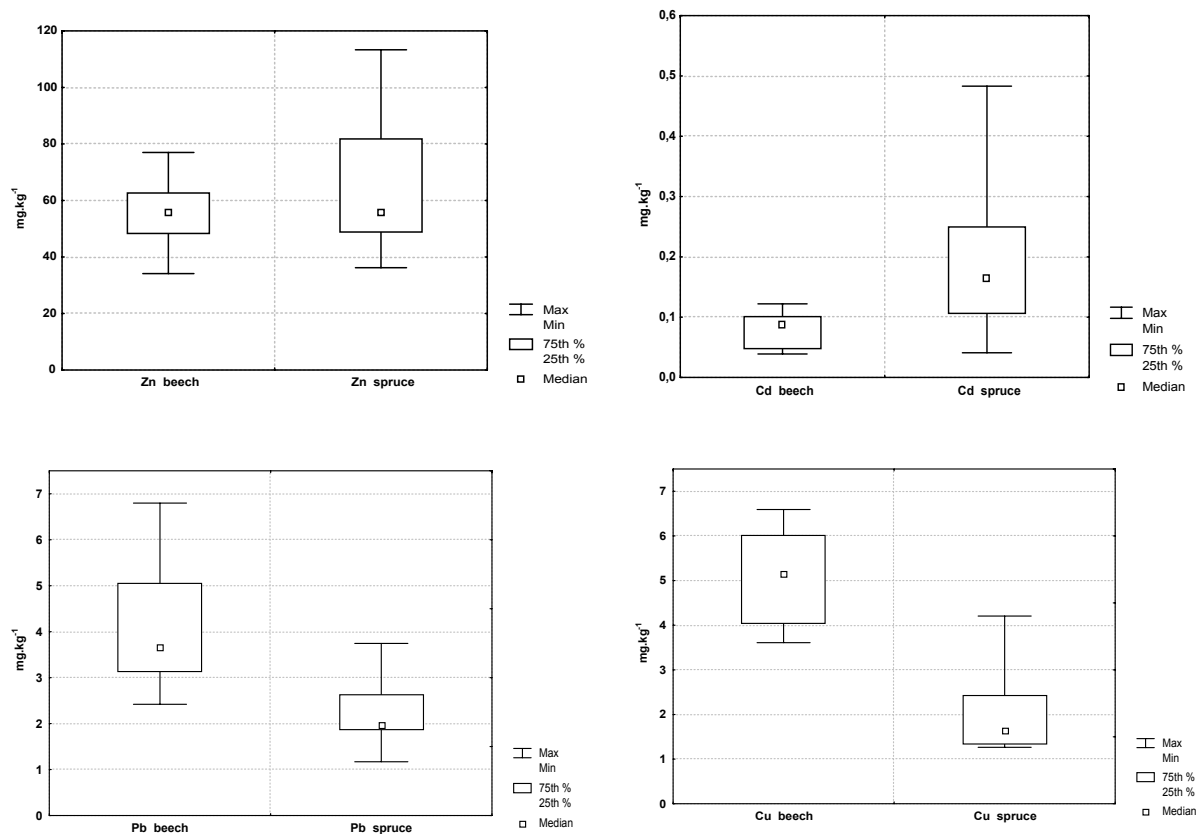 120
100
80
60
40
20
0
mg.kg-1
Zn beech
Zn spruce
Max
Min
75th %
25th %
Median
0,6
0,5
0,4
0,3
0,2
0,1
0,0
mg.kg-1
Cd beech
Cd spruce
Max
Min
75th %
25th %
Median
7
6
5
4
3
2
1
0
mg.kg-1
Pb beech
Pb spruce
Max
Min
75th %
25th %
Median
7
6
5
4
3
2
1
0
mg.kg-1
Cu beech
Cu spruce
Max
Min
75th %
25th %
Median